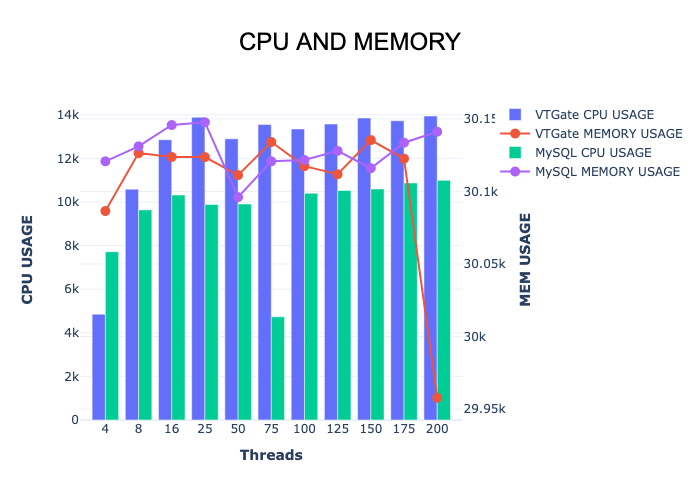 CPU AND MEMORY
14k
12k
10k
8k
6k
4k
2k
0
CPU USAGE
4 8 16 25 50 75 100 125 150 175 200
Threads
30.15
30.1k
30.05k
30k
29.95k
MEM USAGE
VTGate CPU USAGE
VTGate MEMORY USAGE
MySQL CPU USAGE
MySQL MEMORY USAGE